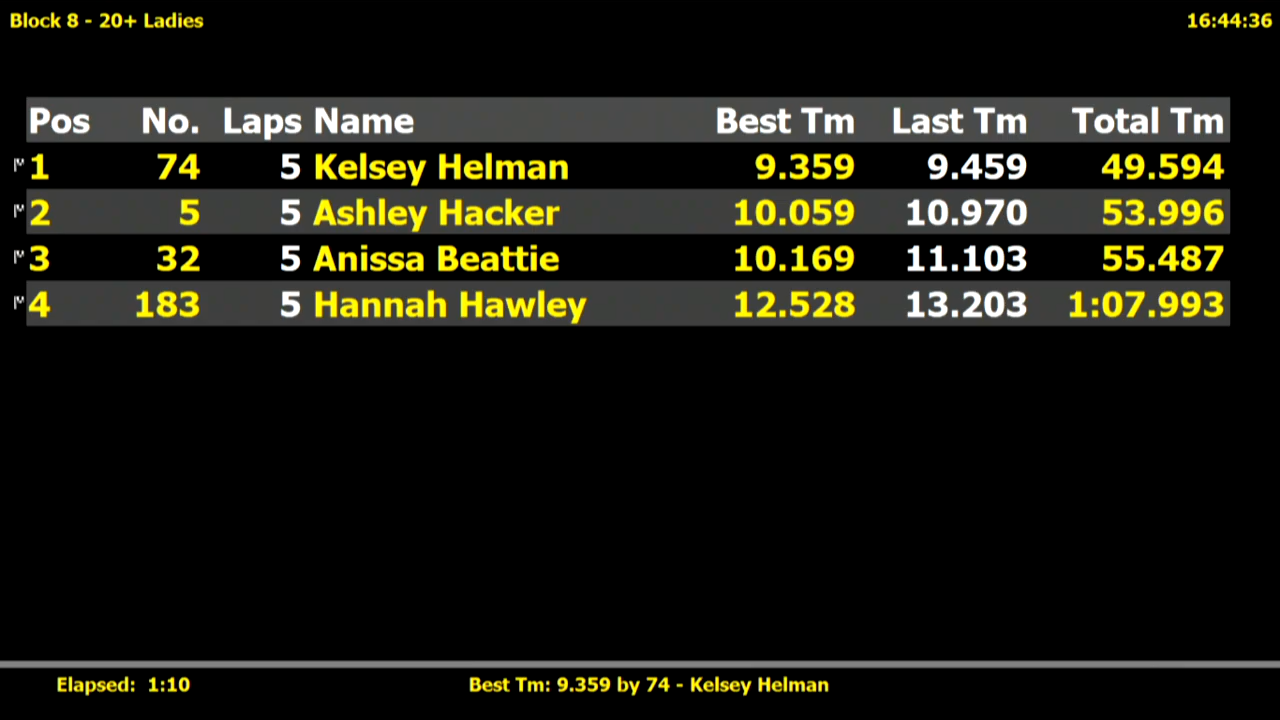 Block 8 - 20+ Ladies 16:44:36
Pos No. Laps Name Best Tm Last Tm Total Tm
1 74 5 Kelsey Helman 9.359 9.459 49.594
2 5 5 Ashley Hacker 10.059 10.970 53.996
3 32 5 Anissa Beattie 10.169 11.103 55.487
4 183 5 Hannah Hawley 12.528 13.203 1:07.993
Elapsed: 1:10 Best Tm: 9.359 by 74 - Kelsey Helman